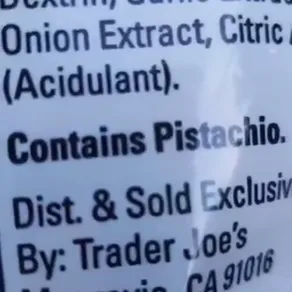 Onion Extract, Citric
(Acidulant).
Contains Pistachio.
Dist. & Sold Exclusiv
By: Trader Joe's
CA 91016